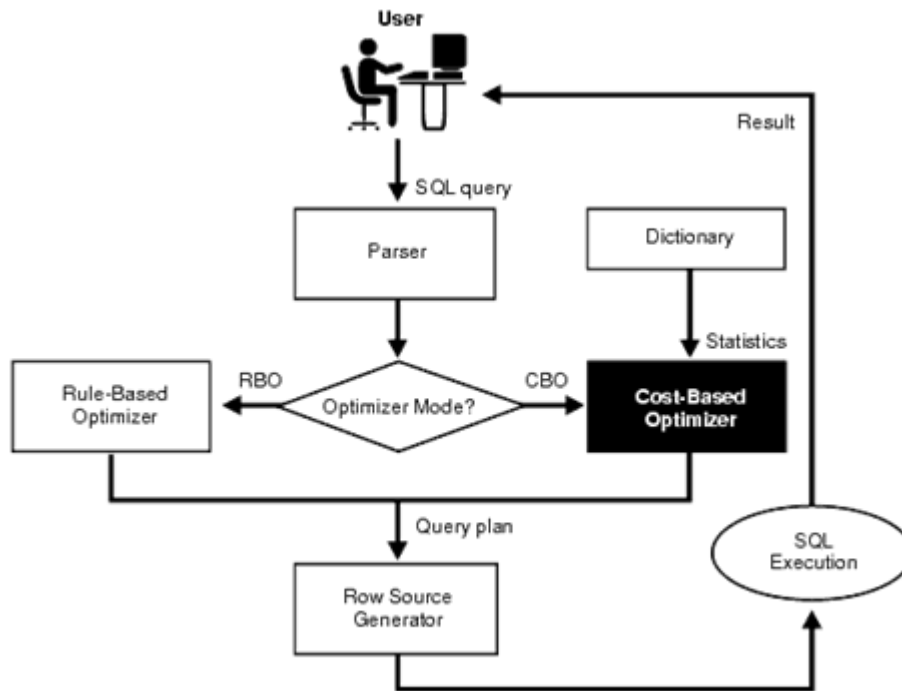 User
Result
SQL query
Parser
Dictionary
Statistics
RBO
CBO
Rule-Based
Optimizer
Optimizer Mode?
Cost-Based
Optimizer
Query plan
SQL
Execution
Row Source
Generator